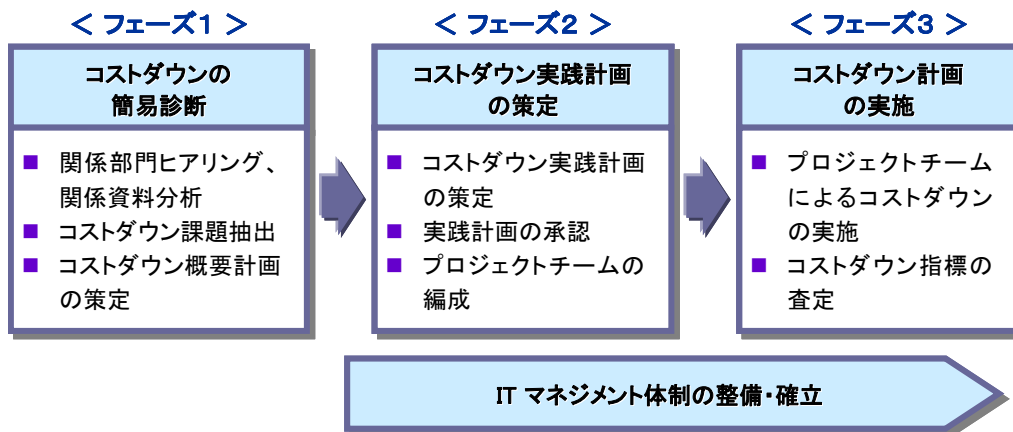 < フェーズ1 >
コストダウンの
簡易診断
■ 関係部門ヒアリング、
関係資料分析
■ コストダウン課題抽出
■ コストダウン概要計画
の策定
< フェーズ2 >
コストダウン実践計画
の策定
■ コストダウン実践計画
の策定
■ 実践計画の承認
■ プロジェクトチームの
編成
< フェーズ3 >
コストダウン計画
の実施
■ プロジェクトチーム
によるコストダウン
の実施
■ コストダウン指標の
査定
IT マネジメント体制の整備・確立